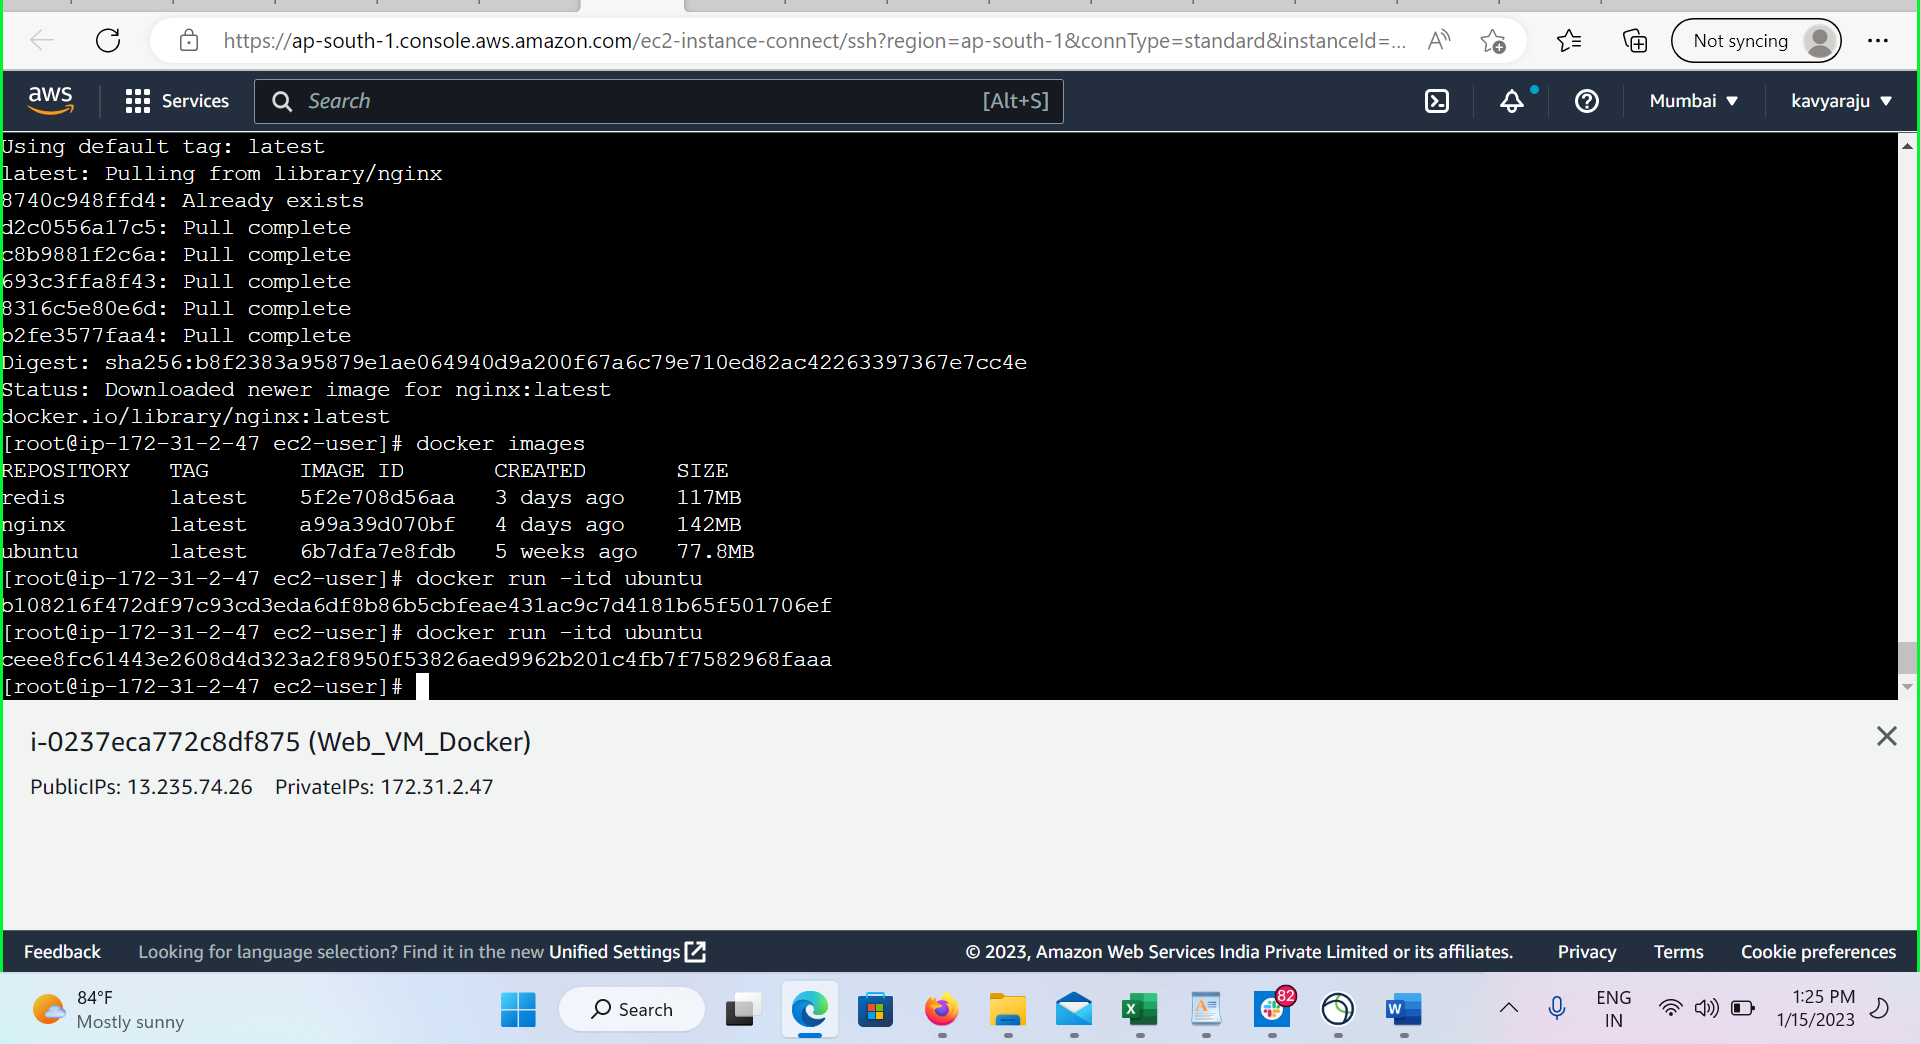 https://ap-south-1.console.aws.amazon.com/ec2-instance-connect/ssh?region=ap-south-1&connType=standard&instanceId=...
Not syncing
aws
Services
Search
[Alt+S]
Mumbai
kavyaraju
Using default tag: latest
latest: Pulling from library/nginx
8740c948ffd4: Already exists
d2c0556a17c5: Pull complete
c8b9881f2c6a: Pull complete
693c3ffa8f43: Pull complete
8316c5e80e6d: Pull complete
b2fe3577faa4: Pull complete
Digest: sha256:b8f2383a95879e1ae064940d9a200f67a6c79e710ed82ac42263397367e7cc4e
Status: Downloaded newer image for nginx:latest
docker.io/library/nginx:latest
[root@ip-172-31-2-47 ec2-user]# docker images
REPOSITORY TAG IMAGE ID CREATED SIZE
redis latest 5f2e708d56aa 3 days ago 117MB
nginx latest a99a39d070bf 4 days ago 142MB
ubuntu latest 6b7dfa7e8fdb 5 weeks ago 77.8MB
[root@ip-172-31-2-47 ec2-user]# docker run -itd ubuntu
b108216f472df97c93cd3eda6df8b86b5cbfeae431ac9c7d4181b65f501706ef
[root@ip-172-31-2-47 ec2-user]# docker run -itd ubuntu
ceee8fc61443e2608d4d323a2f8950f53826aed9962b201c4fb7f7582968faaa
[root@ip-172-31-2-47 ec2-user]#
i-0237eca772c8df875 (Web_VM_Docker)
PublicIPs: 13.235.74.26 PrivateIPs: 172.31.2.47
Feedback
Looking for language selection? Find it in the new Unified Settings
© 2023, Amazon Web Services India Private Limited or its affiliates.
Privacy
Terms
Cookie preferences
84°F
Mostly sunny
Search
82
ENG
IN
1:25 PM
1/15/2023